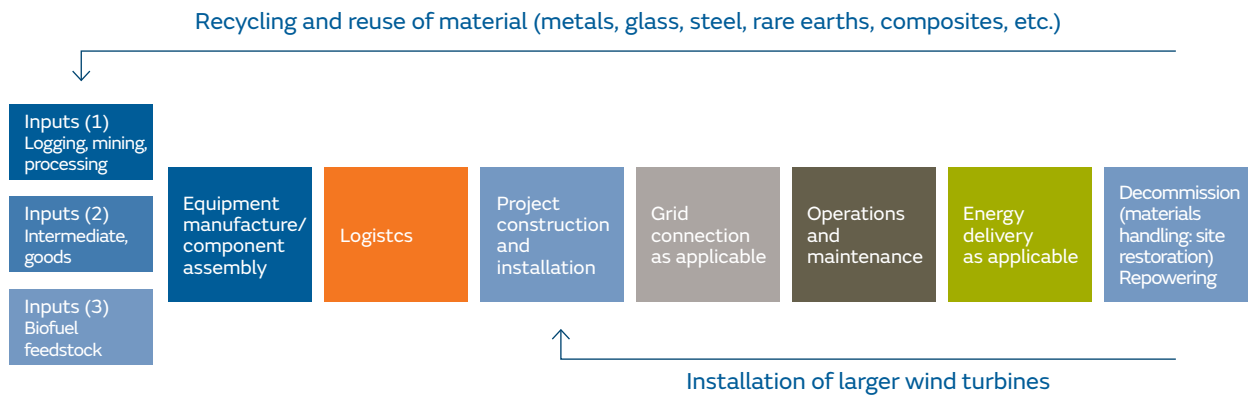 Recycling and reuse of material (metals, glass, steel, rare earths, composites, etc.)
Inputs (1)
Logging, mining,
processing
Inputs (2)
Intermediate,
goods
Inputs (3)
Biofuel
feedstock
Equipment
manufacture/
component
assembly
Logistcs
Project
construction
and
installation
Grid
connection
as applicable
Operations
and
maintenance
Energy
delivery
as applicable
Decommission
(materials
handling: site
restoration)
Repowering
Installation of larger wind turbines